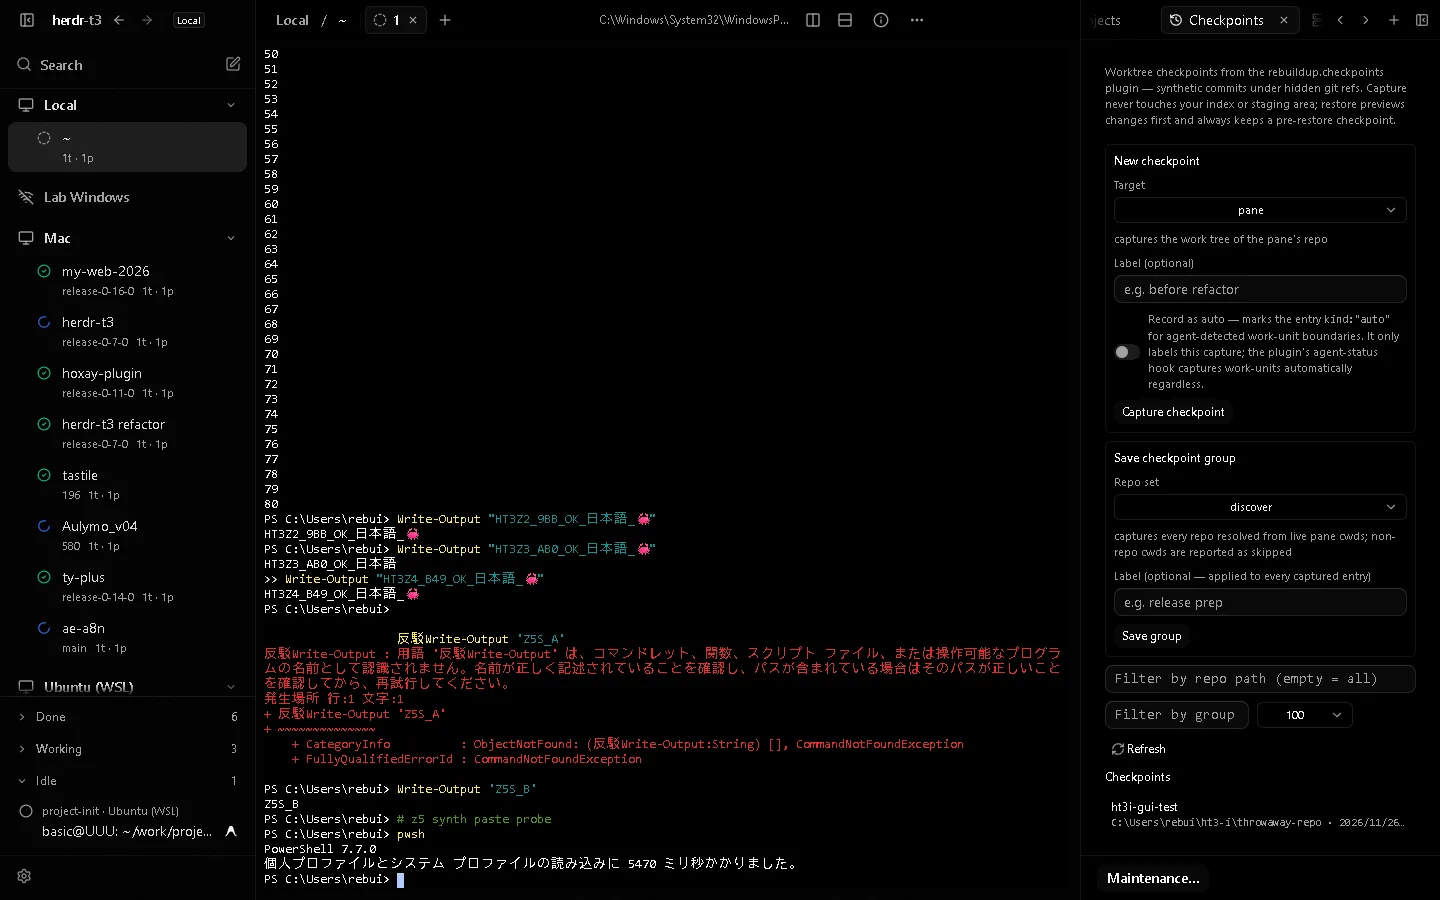 herdr-t3
Local
Search
Local
~
1t · 1p
Lab Windows
Mac
my-web-2026
release-0-16-0 1t · 1p
herdr-t3
release-0-7-0 1t · 1p
hoxay-plugin
release-0-11-0 1t · 1p
herdr-t3 refactor
release-0-7-0 1t · 1p
tastile
196 1t · 1p
Aulymo_v04
580 1t · 1p
ty-plus
release-0-14-0 1t · 1p
ae-a8n
main 1t · 1p
Ubuntu (WSL)
Done 6
Working 3
Idle 1
project-init · Ubuntu (WSL)
basic@UUU: ~/work/proje...
Local / ~
1
C:\Windows\System32\WindowsP...
50
51
52
53
54
55
56
57
58
59
60
61
62
63
64
65
66
67
68
69
70
71
72
73
74
75
76
77
78
79
80
PS C:\Users\rebui> Write-Output "HT3Z2_9BB_OK_日本語_🦀"
HT3Z2_9BB_OK_日本語_🦀
PS C:\Users\rebui> Write-Output "HT3Z3_AB0_OK_日本語_🦀"
HT3Z3_AB0_OK_日本語
>> Write-Output "HT3Z4_B49_OK_日本語_🦀"
HT3Z4_B49_OK_日本語_🦀
PS C:\Users\rebui>
反駁Write-Output 'Z5S_A'
反駁Write-Output : 用語 '反駁Write-Output' は、コマンドレット、関数、スクリプト ファイル、または操作可能なプログラ
ムの名前として認識されません。名前が正しく記述されていることを確認し、パスが含まれている場合はそのパスが正しいこと
を確認してから、再試行してください。
発生場所 行:1 文字:1
+ 反駁Write-Output 'Z5S_A'
+ ~~~~~~~~~~~~~~
+ CategoryInfo : ObjectNotFound: (反駁Write-Output:String) [], CommandNotFoundException
+ FullyQualifiedErrorId : CommandNotFoundException
PS C:\Users\rebui> Write-Output 'Z5S_B'
Z5S_B
PS C:\Users\rebui> # z5 synth paste probe
PS C:\Users\rebui> pwsh
PowerShell 7.7.0
個人プロファイルとシステム プロファイルの読み込みに 5470 ミリ秒かかりました。
PS C:\Users\rebui>
ojects
Checkpoints
Worktree checkpoints from the rebuildup.checkpoints
plugin — synthetic commits under hidden git refs. Capture
never touches your index or staging area; restore previews
changes first and always keeps a pre-restore checkpoint.
New checkpoint
Target
pane
captures the work tree of the pane's repo
Label (optional)
e.g. before refactor
Record as auto — marks the entry kind:"auto"
for agent-detected work-unit boundaries. It only
labels this capture; the plugin's agent-status
hook captures work-units automatically
regardless.
Capture checkpoint
Save checkpoint group
Repo set
discover
captures every repo resolved from live pane cwds; non-
repo cwds are reported as skipped
Label (optional — applied to every captured entry)
e.g. release prep
Save group
Filter by repo path (empty = all)
Filter by group
100
Refresh
Checkpoints
ht3i-gui-test
C:\Users\rebui\ht3-i\throwaway-repo · 2026/11/26…
Maintenance...